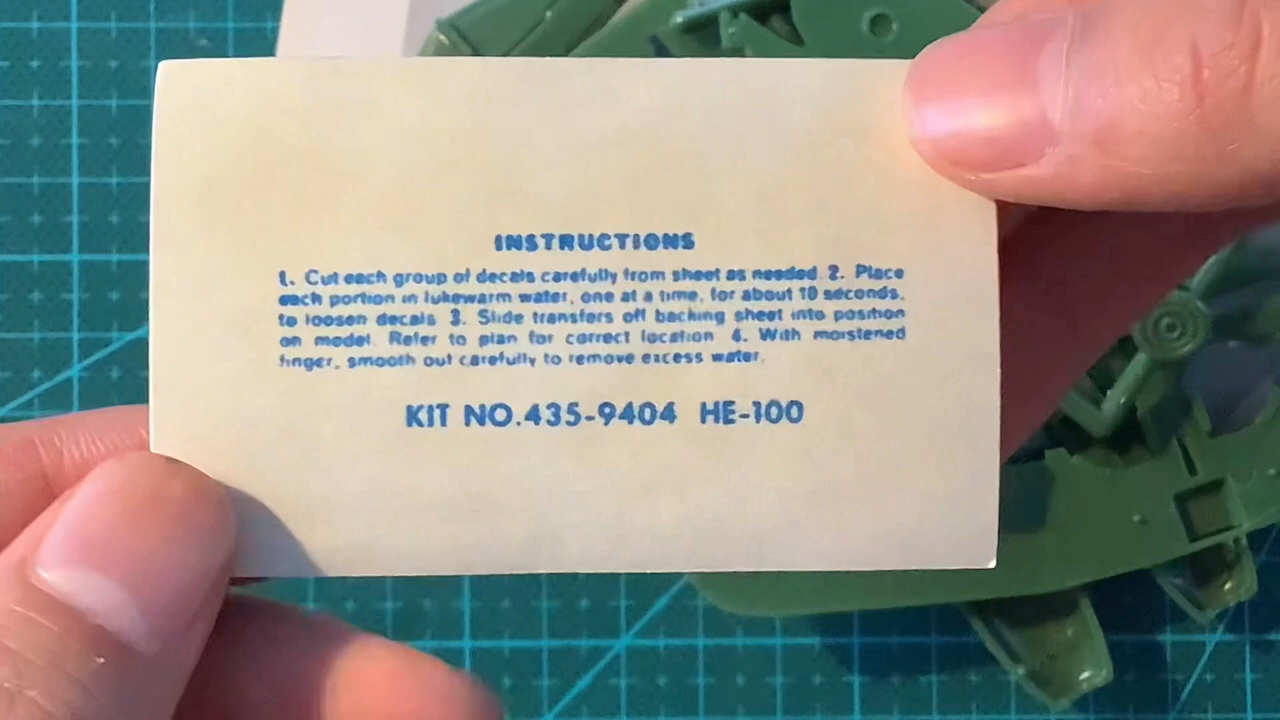 INSTRUCTIONS
1. Cut each group of decals carefully from sheet as needed. 2. Place
each portion in lukewarm water, one at a time, for about 10 seconds,
to loosen decals. 3. Slide transfers off backing sheet into position
on model. Refer to plan for correct location. 4. With moistened
finger, smooth out carefully to remove excess water.
KIT NO.435-9404 HE-100